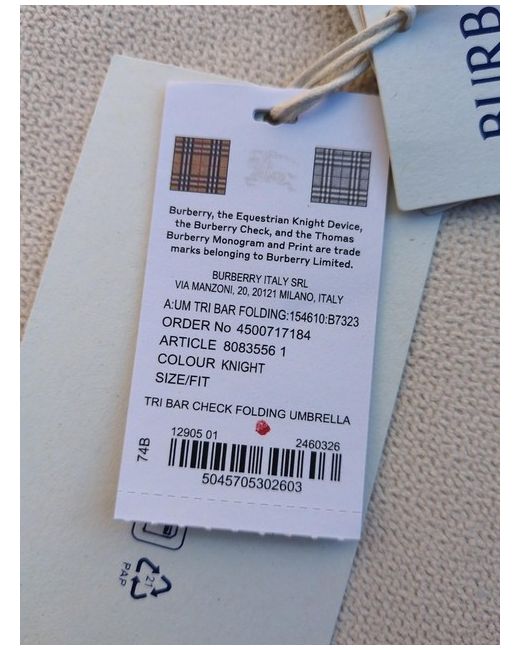 BURB
Burberry, the Equestrian Knight Device,
the Burberry Check, and the Thomas
Burberry Monogram and Print are trade
marks belonging to Burberry Limited.
BURBERRY ITALY SRL
VIA MANZONI, 20, 20121 MILANO, ITALY
A:UM TRI BAR FOLDING:154610:B7323
ORDER No 4500717184
ARTICLE 8083556 1
COLOUR KNIGHT
SIZE/FIT
TRI BAR CHECK FOLDING UMBRELLA
12905 01 2460326
74B
5045705302603
21
PAP